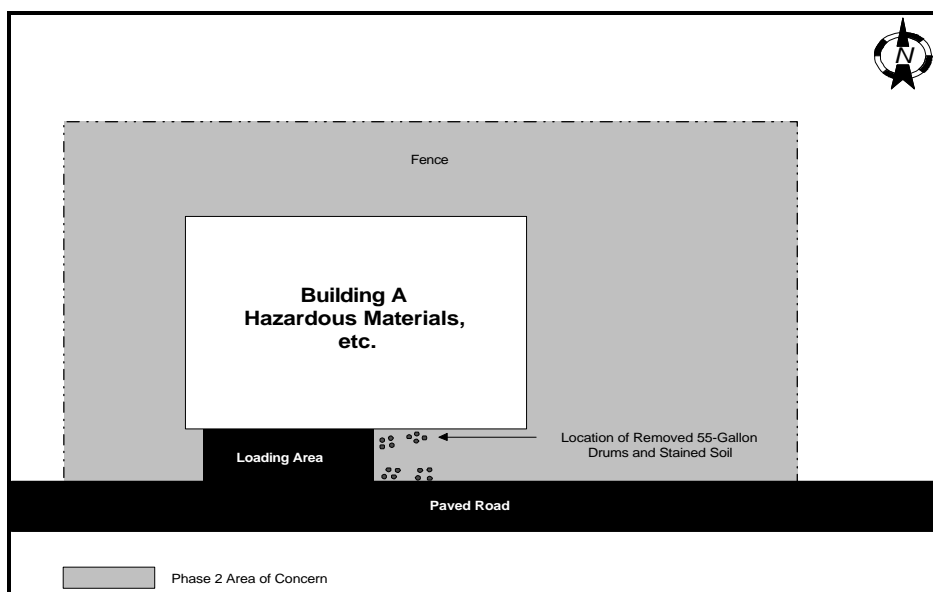 N
Fence
Building A
Hazardous Materials,
etc.
Location of Removed 55-Gallon
Drums and Stained Soil
Loading Area
Paved Road
Phase 2 Area of Concern